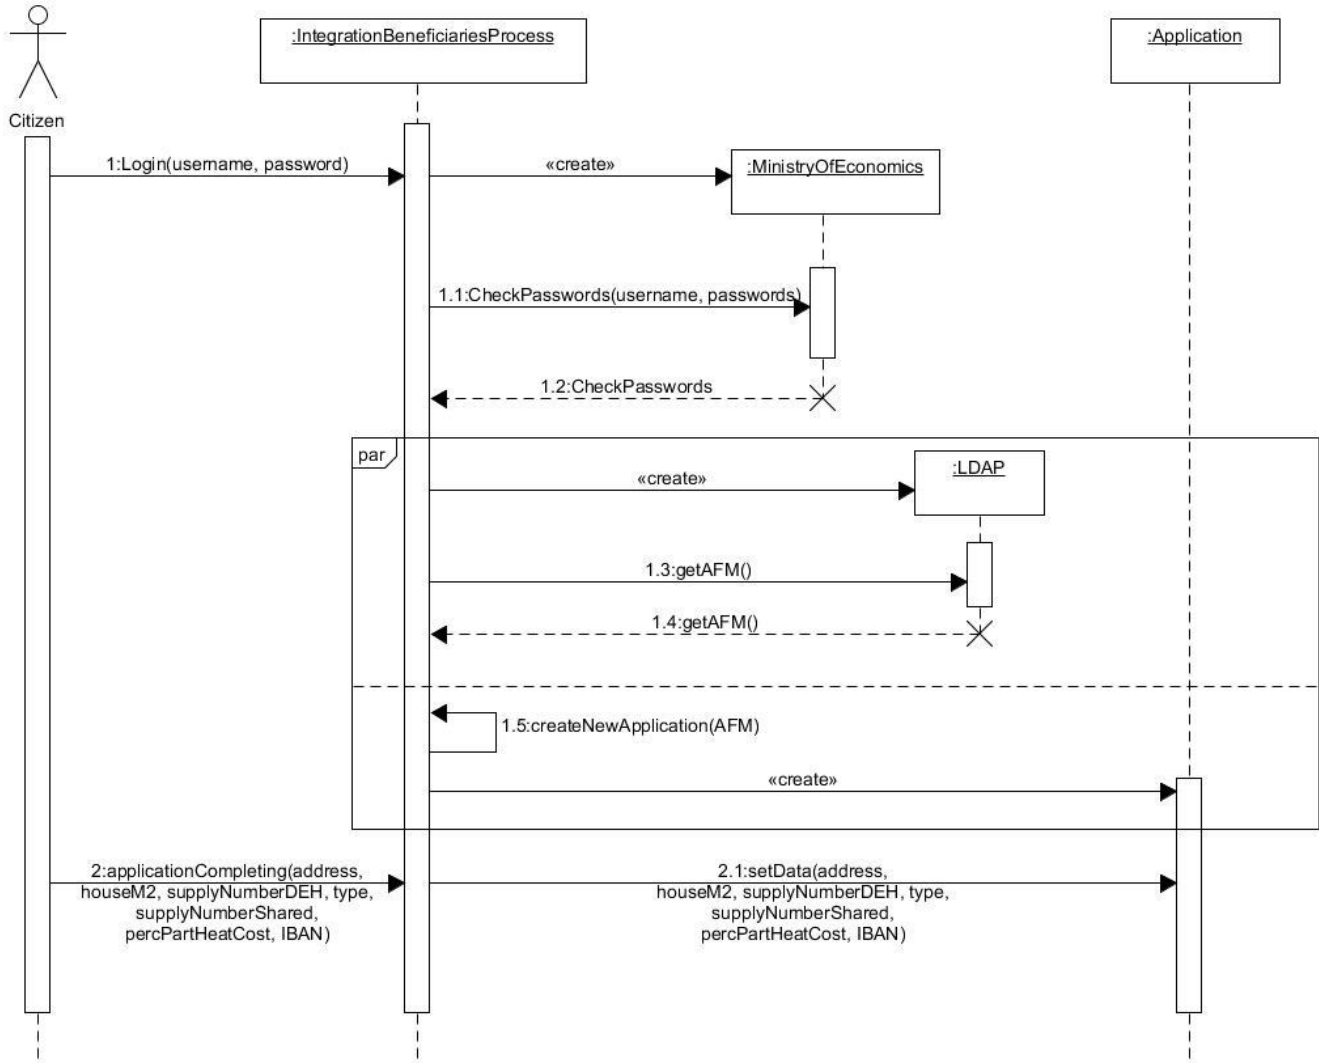 :IntegrationBeneficiariesProcess
:Application
Citizen
1:Login(username, password)
«create»
:MinistryOfEconomics
1.1:CheckPasswords(username, passwords)
1.2:CheckPasswords
par
«create»
:LDAP
1.3:getAFM()
1.4:getAFM()
1.5:createNewApplication(AFM)
«create»
2:applicationCompleting(address,
houseM2, supplyNumberDEH, type,
supplyNumberShared,
percPartHeatCost, IBAN)
2.1:setData(address,
houseM2, supplyNumberDEH, type,
supplyNumberShared,
percPartHeatCost, IBAN)